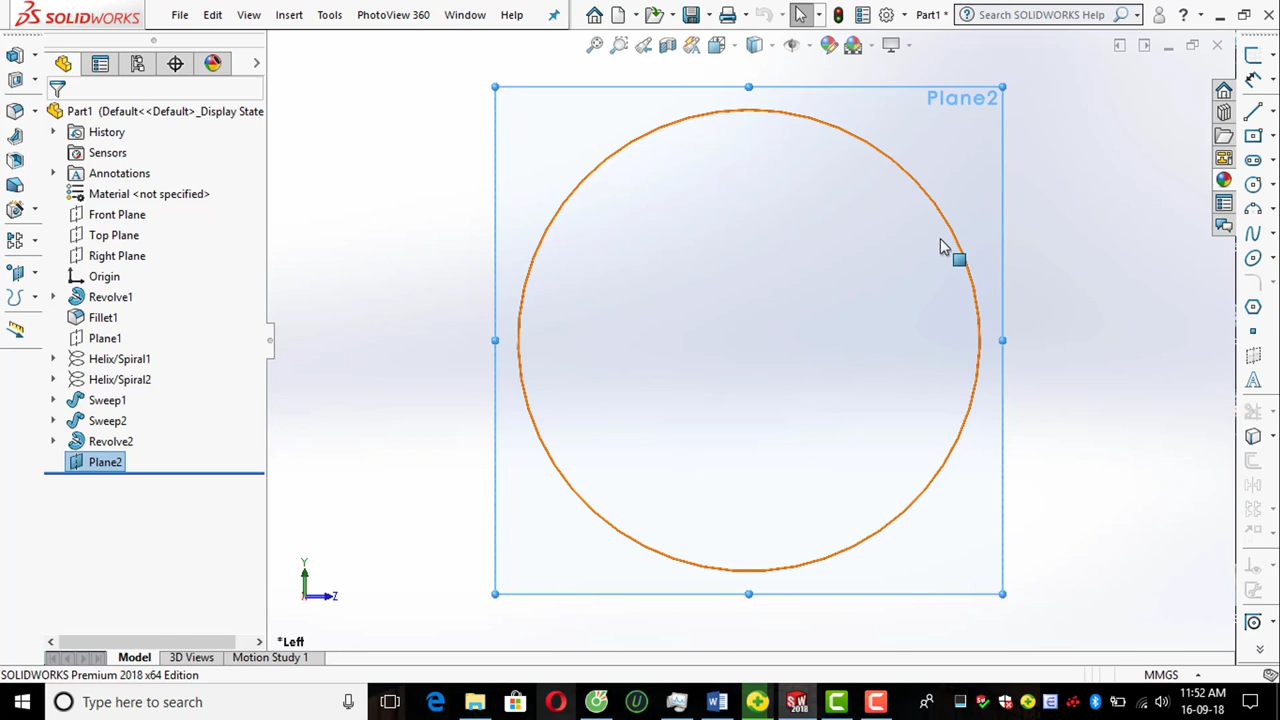 SOLIDWORKS File Edit View Insert Tools PhotoView 360 Window Help Part1 * Search SOLIDWORKS Help
Part1 (Default<<Default>_Display State
History
Sensors
Annotations
Material <not specified>
Front Plane
Top Plane
Right Plane
Origin
Revolve1
Fillet1
Plane1
Helix/Spiral1
Helix/Spiral2
Sweep1
Sweep2
Revolve2
Plane2
Plane2
Y
Z
*Left
Model 3D Views Motion Study 1
SOLIDWORKS Premium 2018 x64 Edition MMGS
Type here to search
11:52 AM
16-09-18